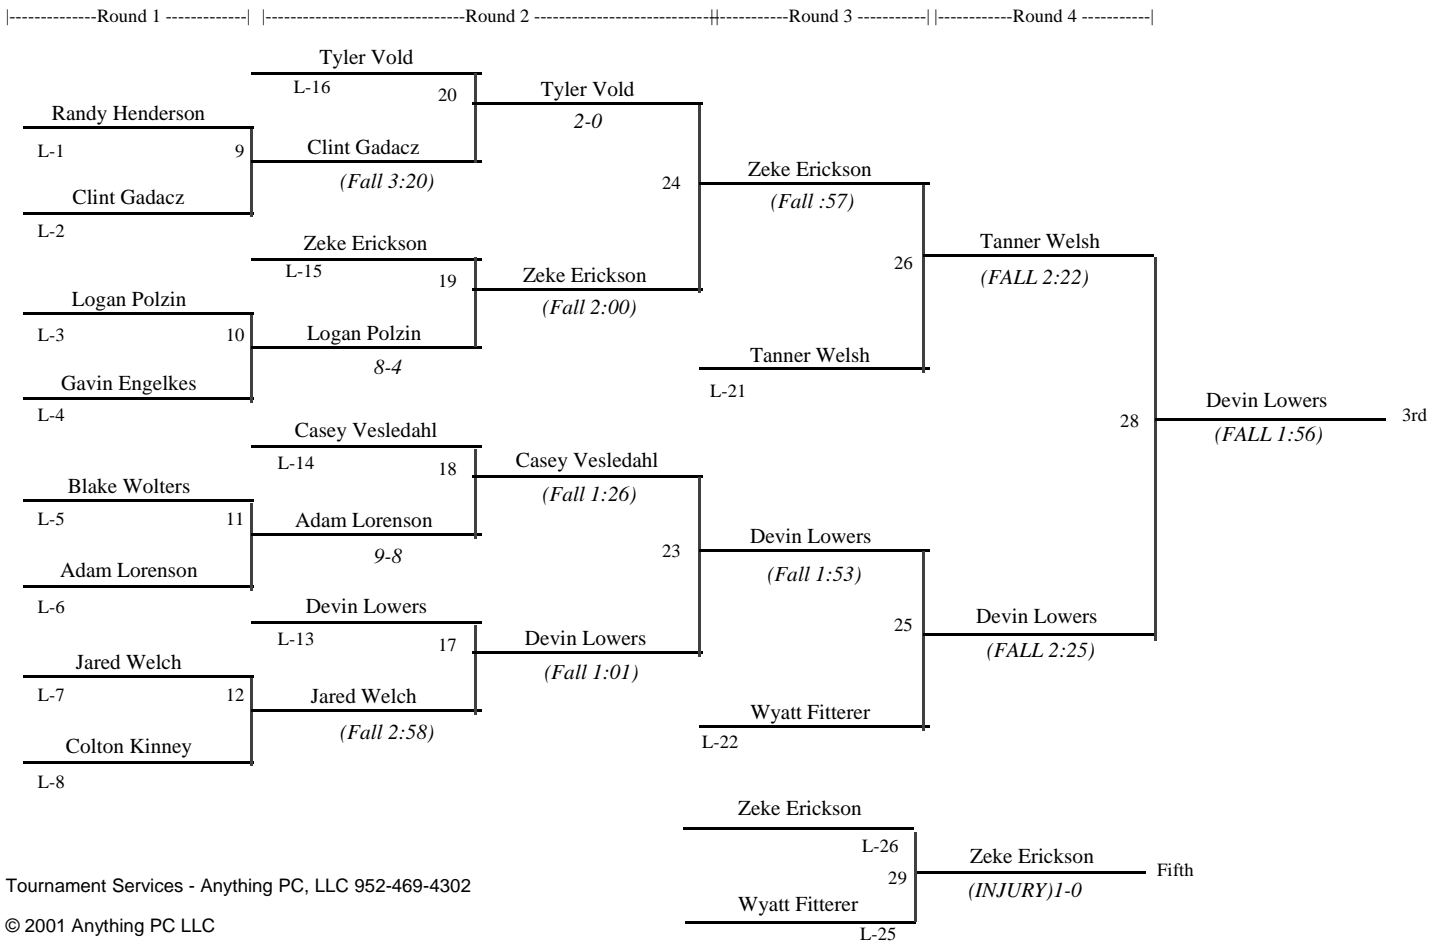 |-------------Round 1 -------------| |--------------------------------Round 2 ----------------------------||-----------Round 3 -----------| |------------Round 4 -----------|
Tyler Vold
L-16
20
Tyler Vold
2-0
Randy Henderson
L-1
9
Clint Gadacz
(Fall 3:20)
Clint Gadacz
L-2
24
Zeke Erickson
(Fall :57)
Zeke Erickson
L-15
19
Zeke Erickson
(Fall 2:00)
Logan Polzin
L-3
10
Logan Polzin
8-4
Gavin Engelkes
L-4
26
Tanner Welsh
(FALL 2:22)
Tanner Welsh
L-21
Casey Vesledahl
L-14
18
Casey Vesledahl
(Fall 1:26)
Blake Wolters
L-5
11
Adam Lorenson
9-8
Adam Lorenson
L-6
23
Devin Lowers
(Fall 1:53)
Devin Lowers
L-13
17
Devin Lowers
(Fall 1:01)
Jared Welch
L-7
12
Jared Welch
(Fall 2:58)
Colton Kinney
L-8
25
Devin Lowers
(FALL 2:25)
Wyatt Fitterer
L-22
28
Devin Lowers
(FALL 1:56)
3rd
Zeke Erickson
L-26
29
Zeke Erickson
(INJURY)1-0
Fifth
Wyatt Fitterer
L-25
Tournament Services - Anything PC, LLC 952-469-4302
© 2001 Anything PC LLC